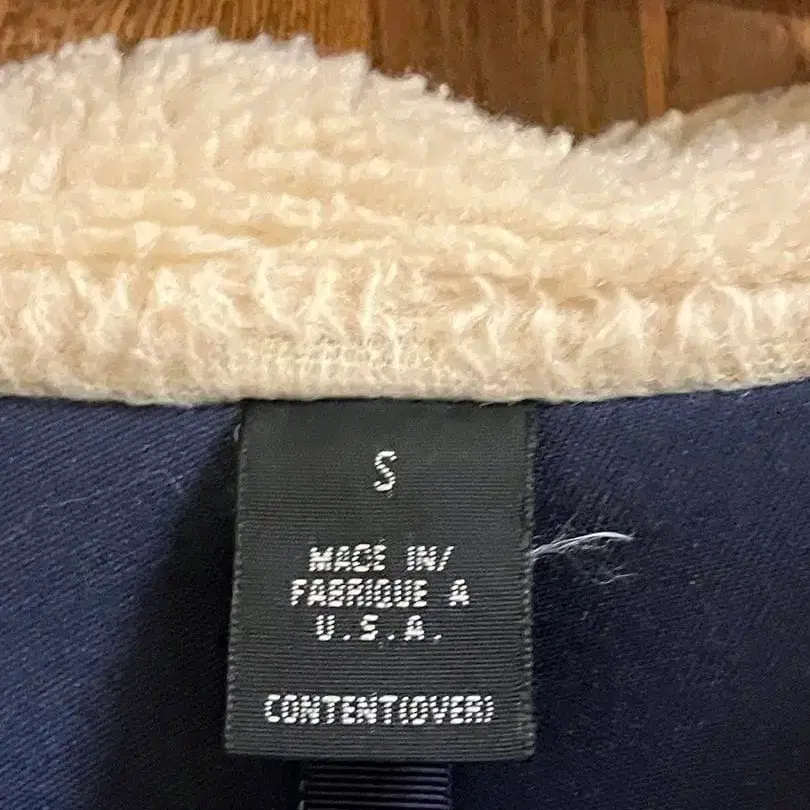 S
MADE IN/
FABRIQUE A
U.S.A.
CONTENT(OVER)